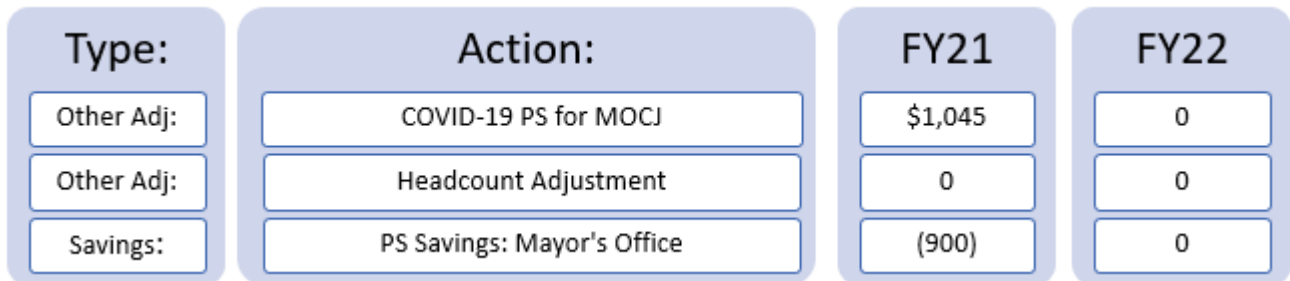 Type: Action: FY21 FY22
Other Adj: COVID-19 PS for MOCJ $1,045 0
Other Adj: Headcount Adjustment 0 0
Savings: PS Savings: Mayor's Office (900) 0